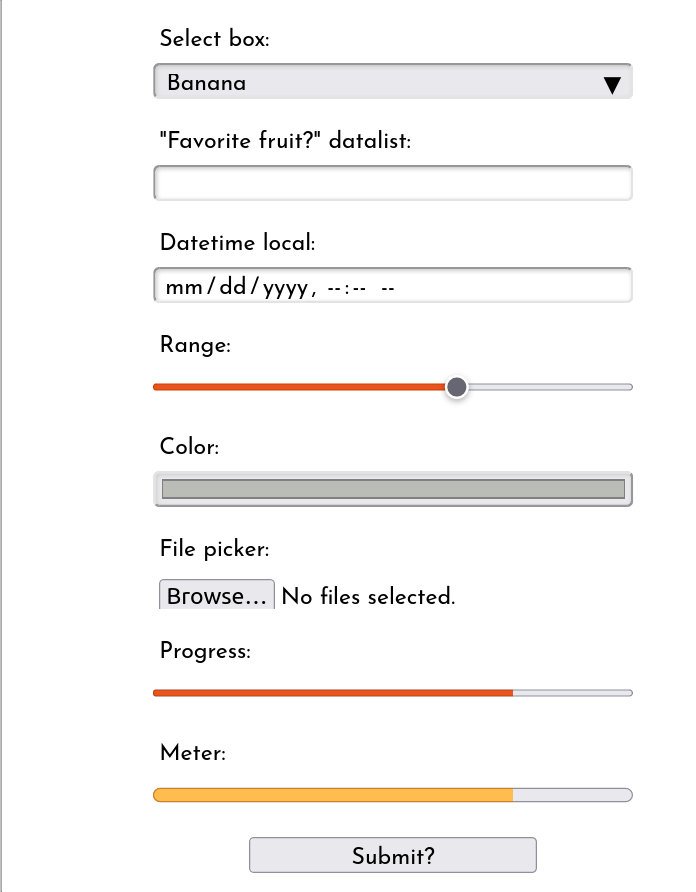 Select box:
Banana
"Favorite fruit?" datalist:
Datetime local:
mm/dd/yyyy, --:-- --
Range:
Color:
File picker:
Browse... No files selected.
Progress:
Meter:
Submit?